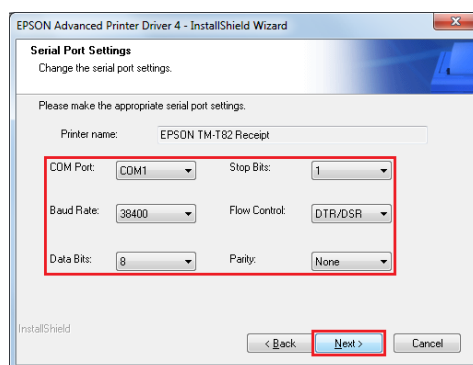 EPSON Advanced Printer Driver 4 - InstallShield Wizard
Serial Port Settings
Change the serial port settings.
Please make the appropriate serial port settings.
Printer name: EPSON TM-T82 Receipt
COM Port: COM1 Stop Bits: 1
Baud Rate: 38400 Flow Control: DTR/DSR
Data Bits: 8 Parity: None
InstallShield
< Back Next > Cancel